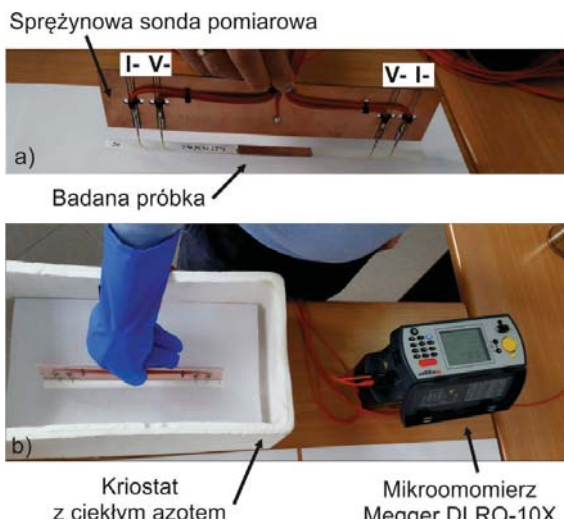 Sprężynowa sonda pomiarowa
I- V-
V- I-
a)
Badana próbka
b)
Kriostat
z ciekłym azotem
Mikroomomierz
Megger DLRO-10X